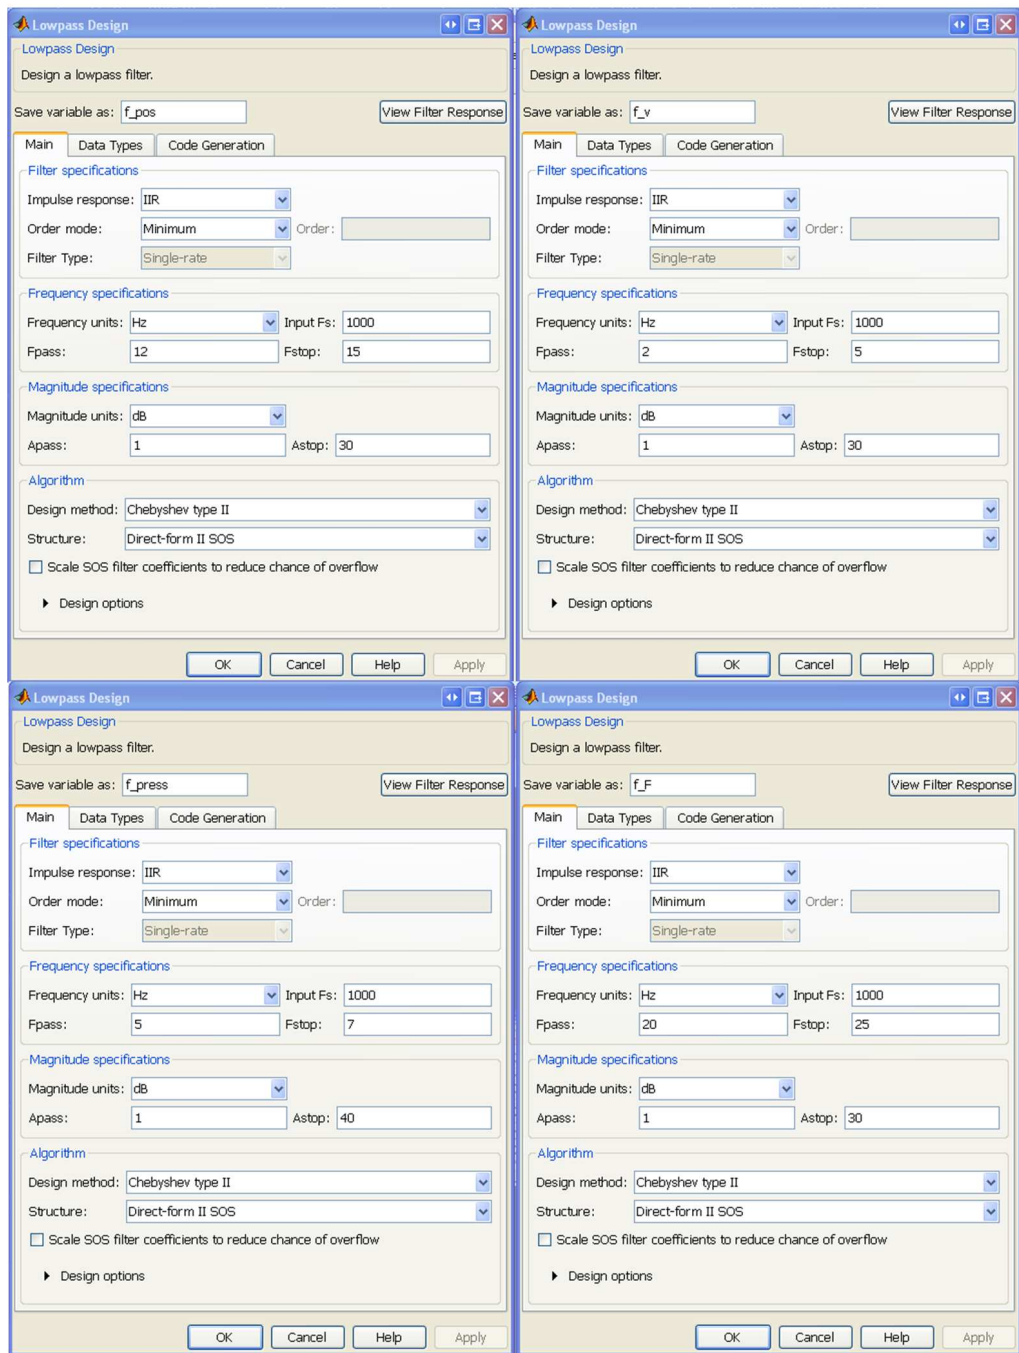 Lowpass Design
Lowpass Design
Design a lowpass filter.
Save variable as: f_pos View Filter Response
Main Data Types Code Generation
Filter specifications
Impulse response: IIR
Order mode: Minimum Order:
Filter Type: Single-rate
Frequency specifications
Frequency units: Hz Input Fs: 1000
Fpass: 12 Fstop: 15
Magnitude specifications
Magnitude units: dB
Apass: 1 Astop: 30
Algorithm
Design method: Chebyshev type II
Structure: Direct-form II SOS
Scale SOS filter coefficients to reduce chance of overflow
Design options
OK Cancel Help Apply
Lowpass Design
Lowpass Design
Design a lowpass filter.
Save variable as: f_v View Filter Response
Main Data Types Code Generation
Filter specifications
Impulse response: IIR
Order mode: Minimum Order:
Filter Type: Single-rate
Frequency specifications
Frequency units: Hz Input Fs: 1000
Fpass: 2 Fstop: 5
Magnitude specifications
Magnitude units: dB
Apass: 1 Astop: 30
Algorithm
Design method: Chebyshev type II
Structure: Direct-form II SOS
Scale SOS filter coefficients to reduce chance of overflow
Design options
OK Cancel Help Apply
Lowpass Design
Lowpass Design
Design a lowpass filter.
Save variable as: f_press View Filter Response
Main Data Types Code Generation
Filter specifications
Impulse response: IIR
Order mode: Minimum Order:
Filter Type: Single-rate
Frequency specifications
Frequency units: Hz Input Fs: 1000
Fpass: 5 Fstop: 7
Magnitude specifications
Magnitude units: dB
Apass: 1 Astop: 40
Algorithm
Design method: Chebyshev type II
Structure: Direct-form II SOS
Scale SOS filter coefficients to reduce chance of overflow
Design options
OK Cancel Help Apply
Lowpass Design
Lowpass Design
Design a lowpass filter.
Save variable as: f_F View Filter Response
Main Data Types Code Generation
Filter specifications
Impulse response: IIR
Order mode: Minimum Order:
Filter Type: Single-rate
Frequency specifications
Frequency units: Hz Input Fs: 1000
Fpass: 20 Fstop: 25
Magnitude specifications
Magnitude units: dB
Apass: 1 Astop: 30
Algorithm
Design method: Chebyshev type II
Structure: Direct-form II SOS
Scale SOS filter coefficients to reduce chance of overflow
Design options
OK Cancel Help Apply